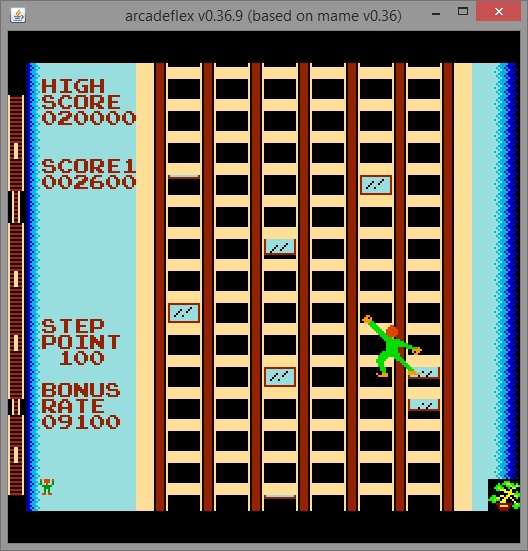 arcadeflex v0.36.9 (based on mame v0.36)
HIGH
SCORE
020000
SCORE1
002600
STEP
POINT
100
BONUS
RATE
09100